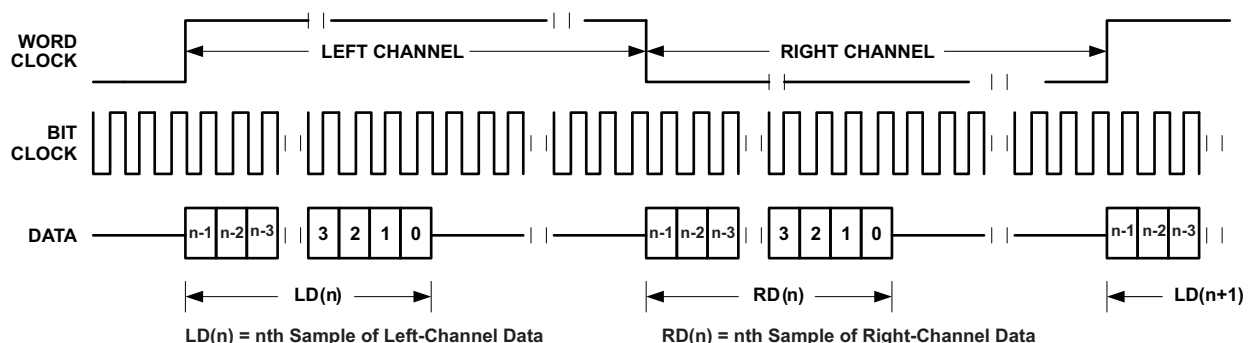 WORD
CLOCK
LEFT CHANNEL
RIGHT CHANNEL
BIT
CLOCK
DATA
n-1 n-2 n-3 3 2 1 0 n-1 n-2 n-3 3 2 1 0 n-1 n-2 n-3
LD(n) RD(n) LD(n+1)
LD(n) = nth Sample of Left-Channel Data
RD(n) = nth Sample of Right-Channel Data